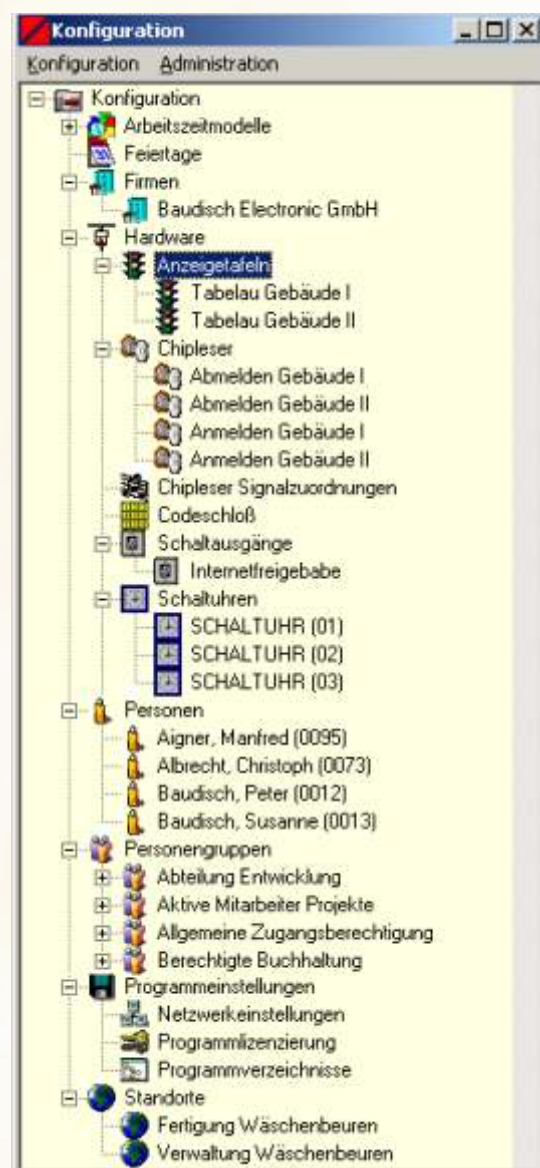 Konfiguration
Konfiguration Administration
Konfiguration
Arbeitszeitmodelle
Feiertage
Firmen
Baudisch Electronic GmbH
Hardware
Anzeigetafeln
Tabelau Gebäude I
Tabelau Gebäude II
Chipleser
Abmelden Gebäude I
Abmelden Gebäude II
Anmelden Gebäude I
Anmelden Gebäude II
Chipleser Signalzuordnungen
Codeschloß
Schaltausgänge
Internetfreigebabe
Schaltuhren
SCHALTUHR (01)
SCHALTUHR (02)
SCHALTUHR (03)
Personen
Aigner, Manfred (0095)
Albrecht, Christoph (0073)
Baudisch, Peter (0012)
Baudisch, Susanne (0013)
Personengruppen
Abteilung Entwicklung
Aktive Mitarbeiter Projekte
Allgemeine Zugangsberechtigung
Berechtigte Buchhaltung
Programmeinstellungen
Netzwerkeinstellungen
Programmlizenzierung
Programmverzeichnisse
Standorte
Fertigung Wäschenbeuren
Verwaltung Wäschenbeuren